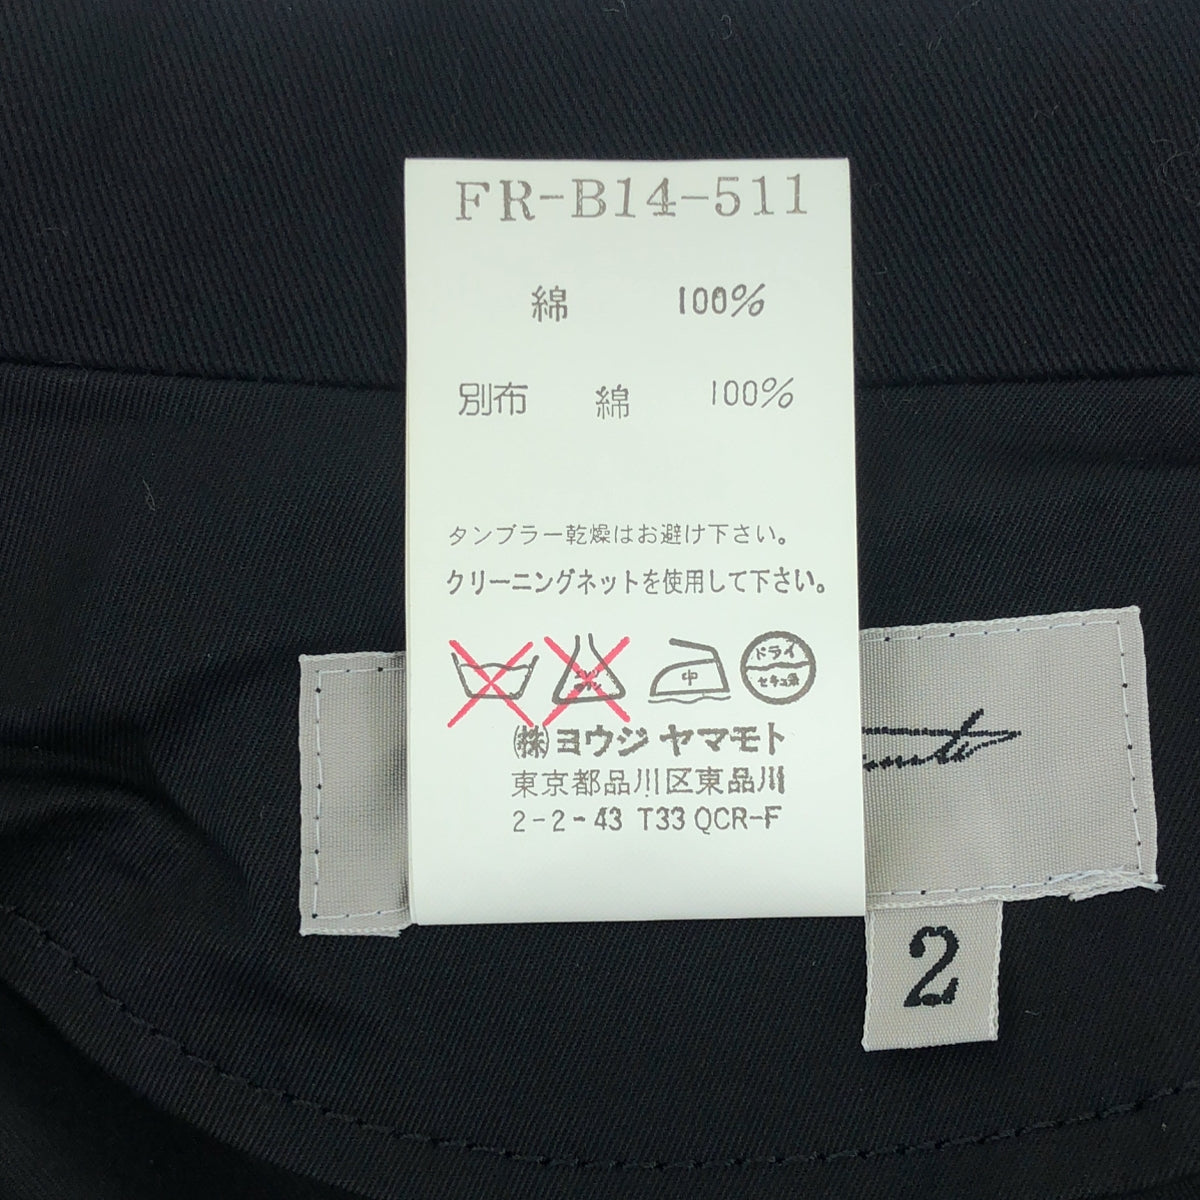 FR-B14-511
綿 100%
別布 綿 100%
タンブラー乾燥はお避け下さい。
クリーニングネットを使用して下さい。
中 ドライ
セキユ系
㈱ヨウジ ヤマモト
東京都品川区東品川
2-2-43 T33 QCR-F
2